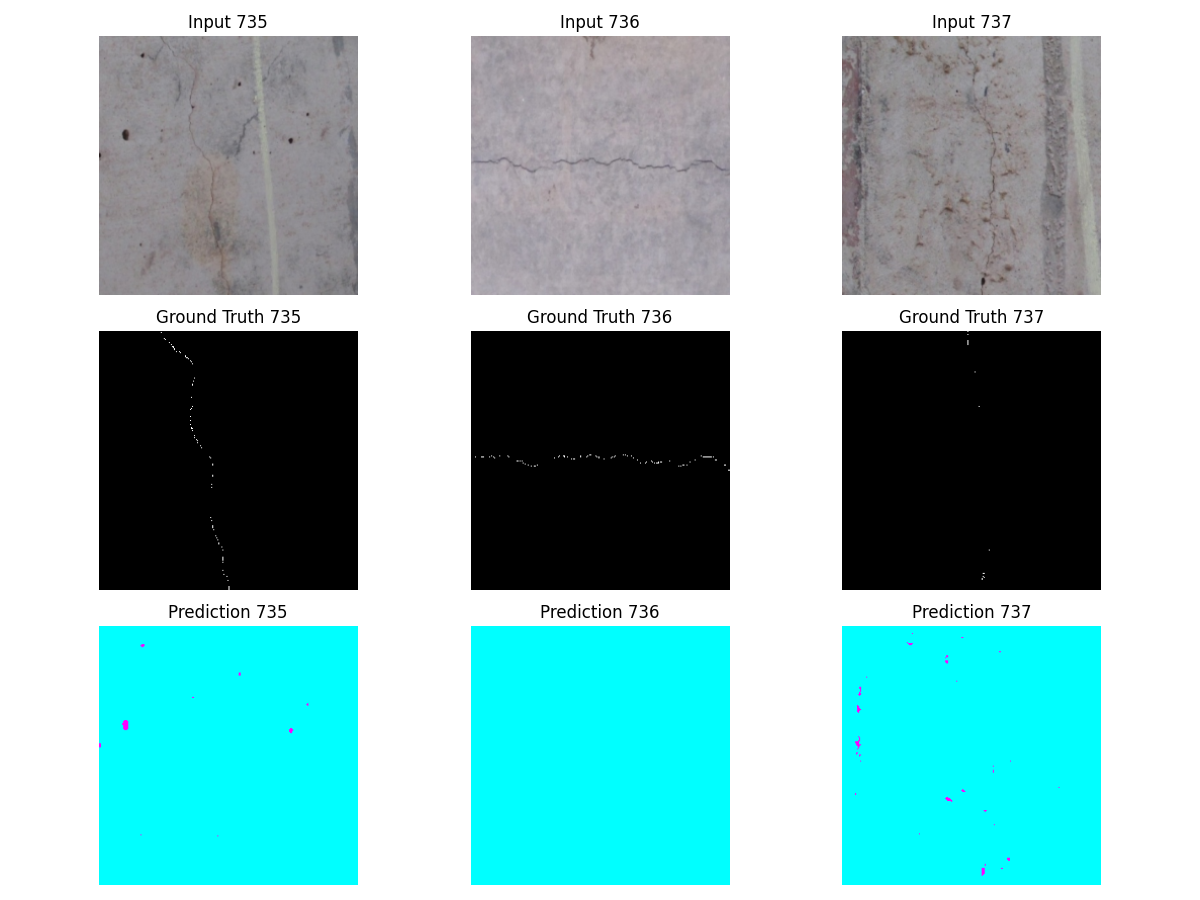 Input 735
Input 736
Input 737
Ground Truth 735
Ground Truth 736
Ground Truth 737
Prediction 735
Prediction 736
Prediction 737